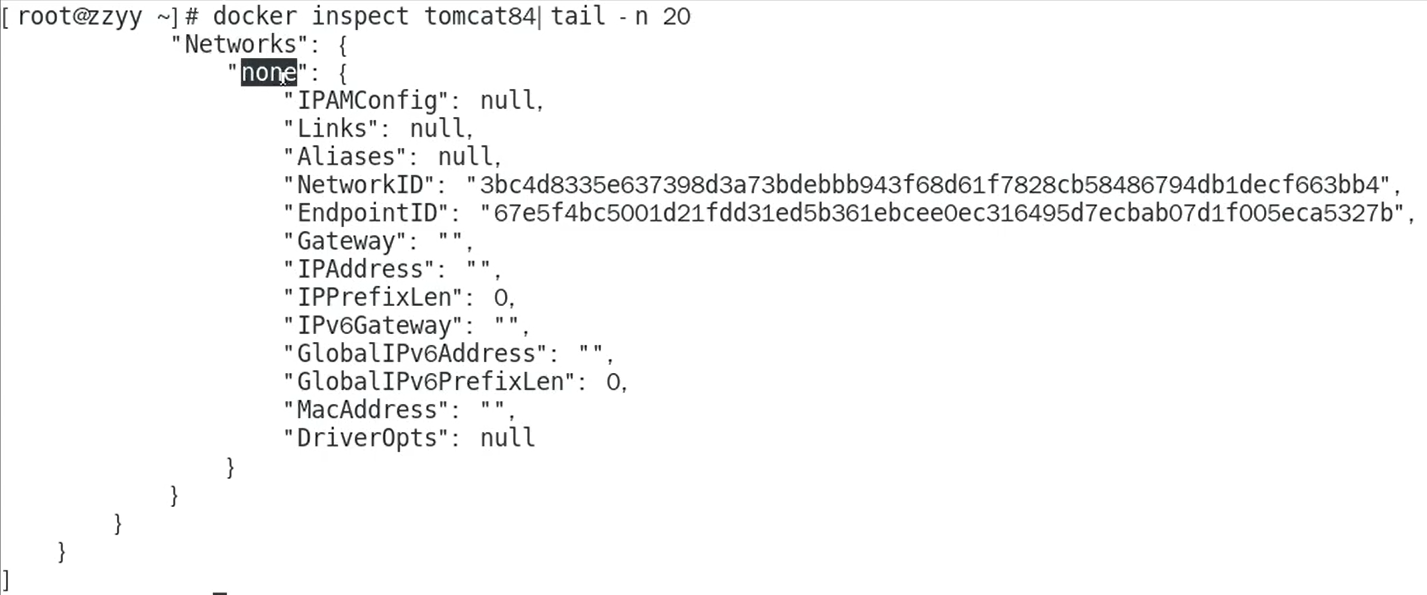 [root@zzyy ~]# docker inspect tomcat84|tail -n 20
            "Networks": {
                "none": {
                    "IPAMConfig": null,
                    "Links": null,
                    "Aliases": null,
                    "NetworkID": "3bc4d8335e637398d3a73bdebbb943f68d61f7828cb58486794db1decf663bb4",
                    "EndpointID": "67e5f4bc5001d21fdd31ed5b361ebcee0ec316495d7ecbab07d1f005eca5327b",
                    "Gateway": "",
                    "IPAddress": "",
                    "IPPrefixLen": 0,
                    "IPv6Gateway": "",
                    "GlobalIPv6Address": "",
                    "GlobalIPv6PrefixLen": 0,
                    "MacAddress": "",
                    "DriverOpts": null
                }
            }
        }
    }
]